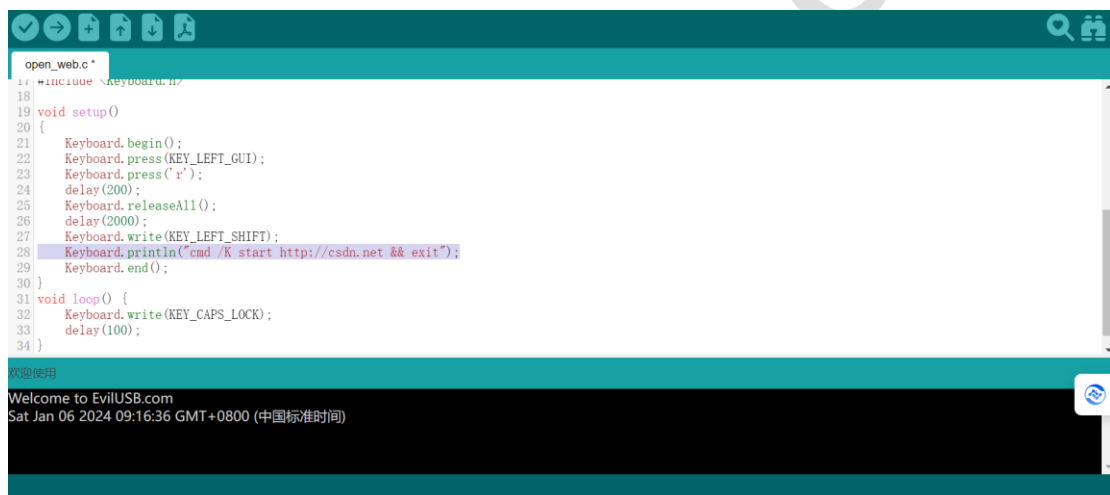 open_web.c *
17 #include <Keyboard.h>
18
19 void setup()
20 {
21     Keyboard.begin();
22     Keyboard.press(KEY_LEFT_GUI);
23     Keyboard.press('r');
24     delay(200);
25     Keyboard.releaseAll();
26     delay(2000);
27     Keyboard.write(KEY_LEFT_SHIFT);
28     Keyboard.println("cmd /K start http://csdn.net && exit");
29     Keyboard.end();
30 }
31 void loop() {
32     Keyboard.write(KEY_CAPS_LOCK);
33     delay(100);
34 }
欢迎使用
Welcome to EvilUSB.com
Sat Jan 06 2024 09:16:36 GMT+0800 (中国标准时间)